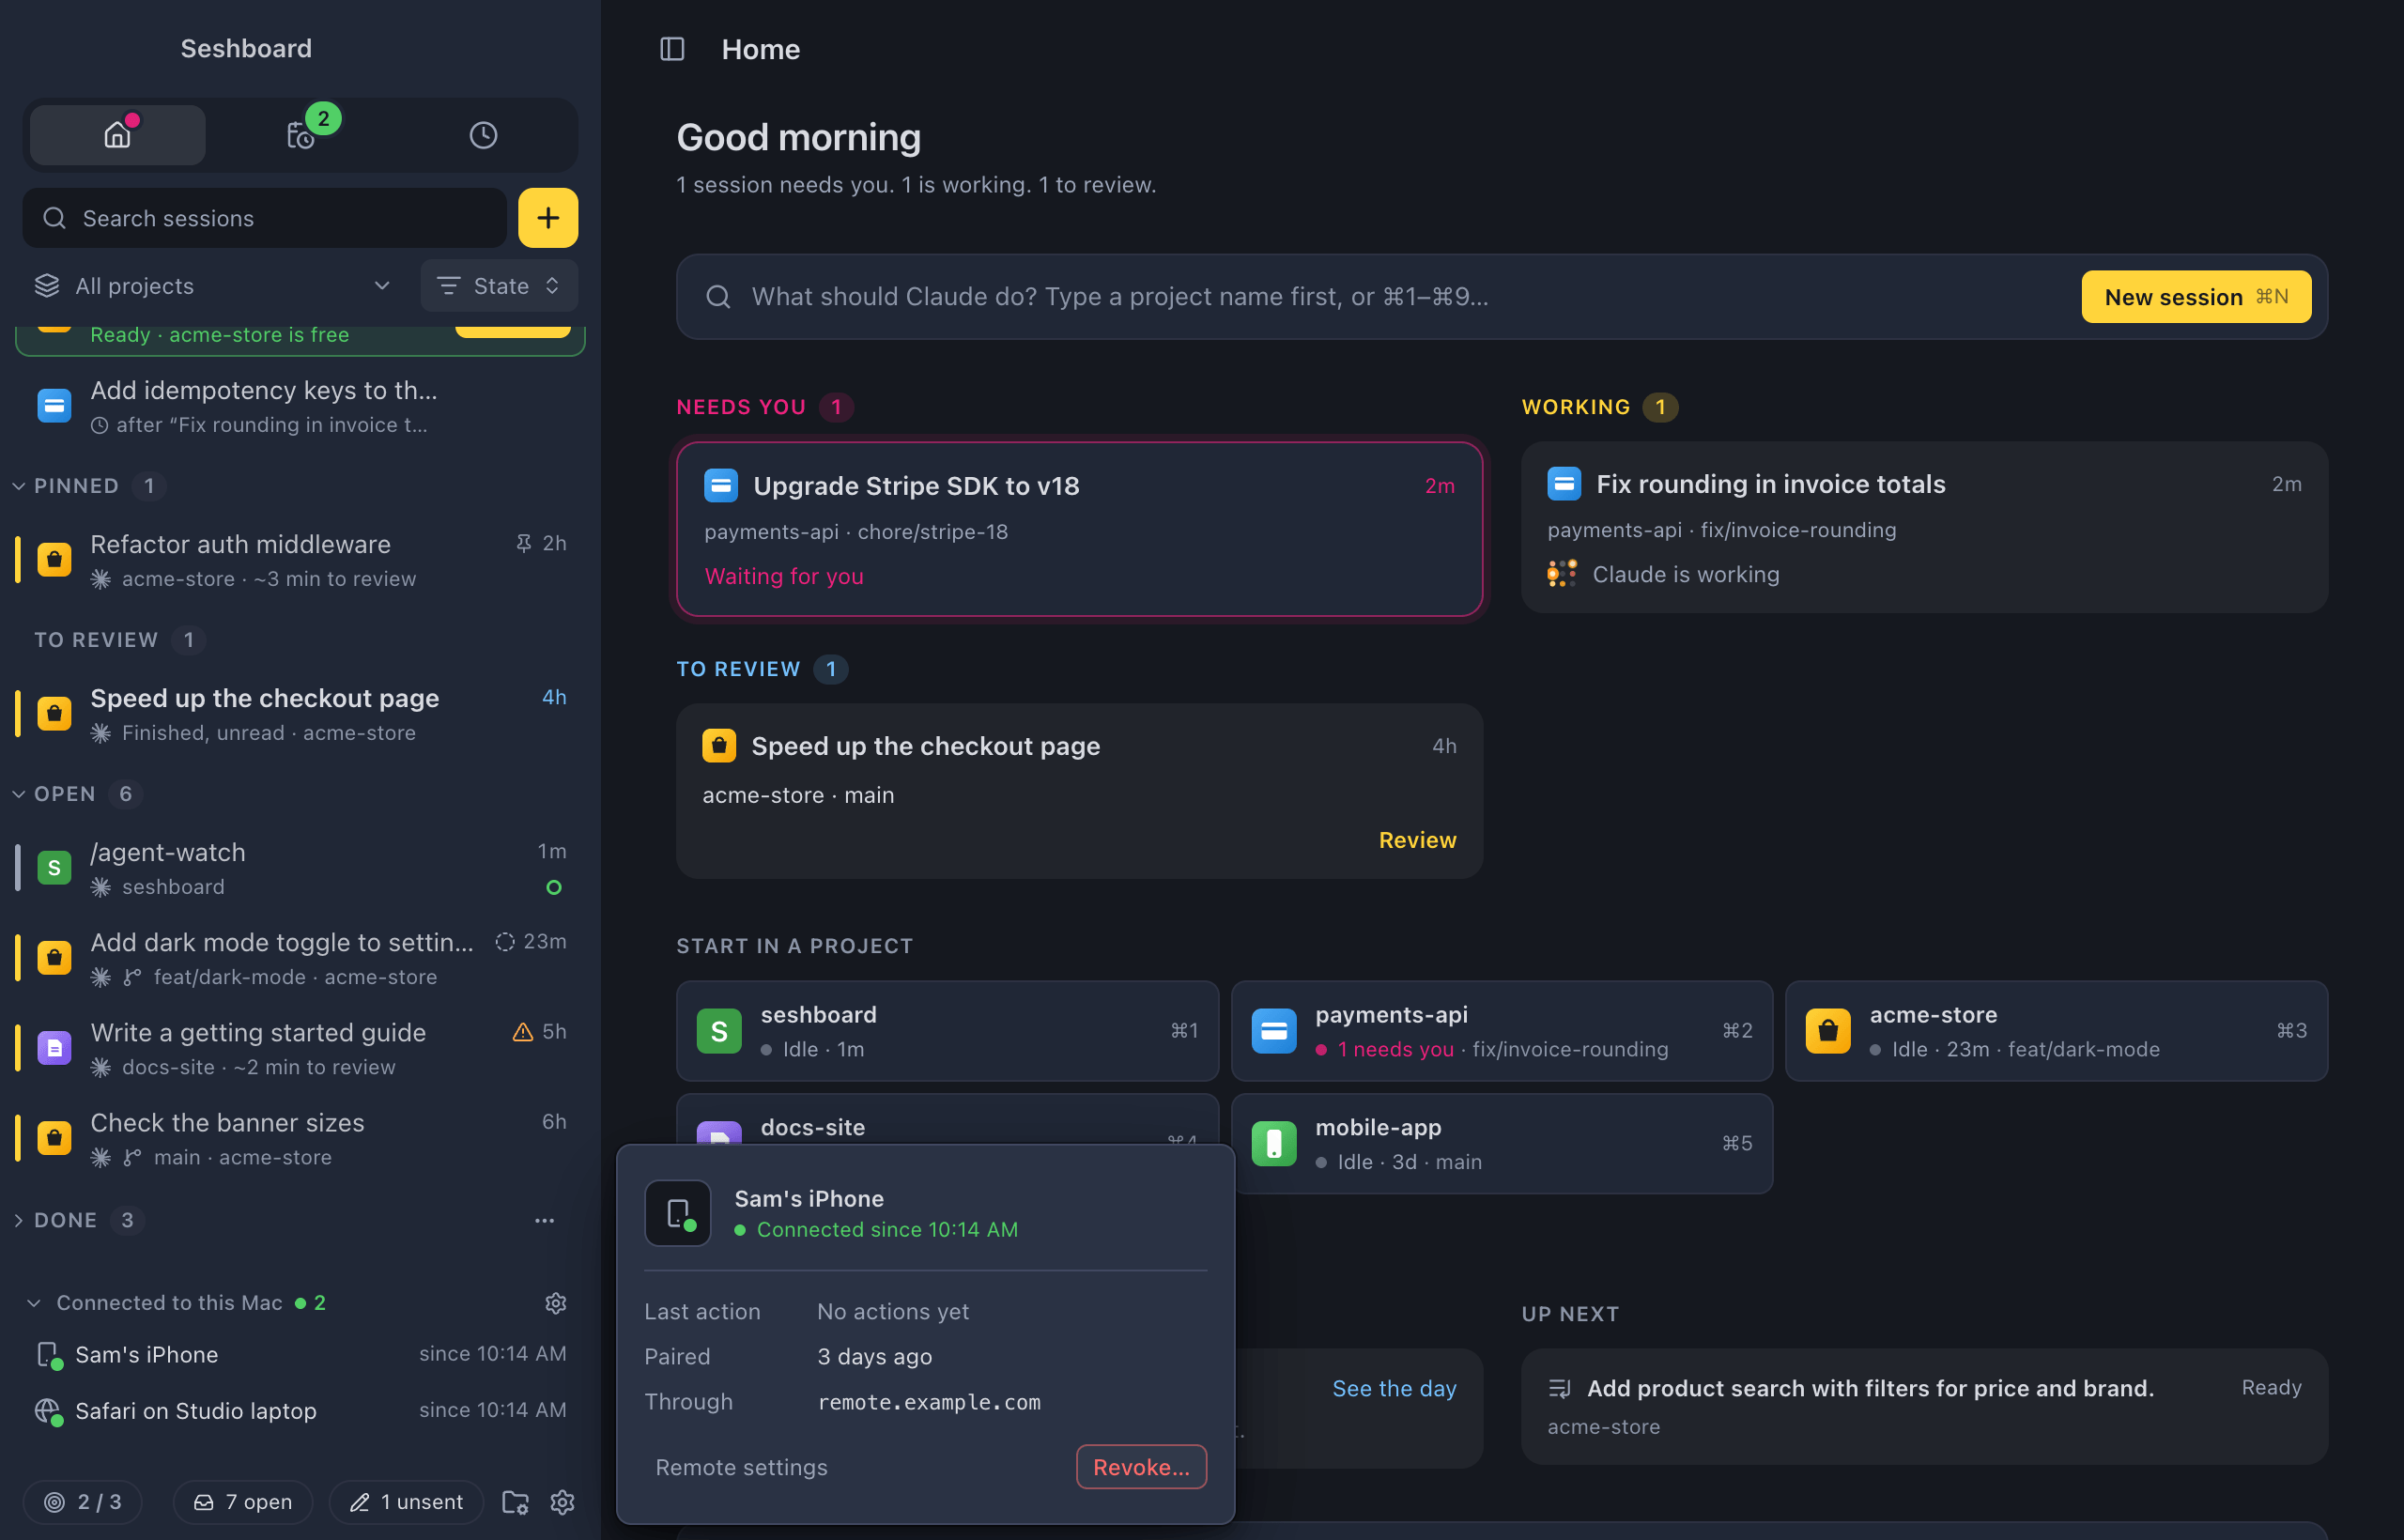 Seshboard
2
Search sessions
All projects
State
Ready · acme-store is free
Add idempotency keys to th...
after “Fix rounding in invoice t...
PINNED 1
Refactor auth middleware 2h
acme-store · ~3 min to review
TO REVIEW 1
Speed up the checkout page 4h
Finished, unread · acme-store
OPEN 6
S /agent-watch 1m
seshboard
Add dark mode toggle to settin... 23m
feat/dark-mode · acme-store
Write a getting started guide 5h
docs-site · ~2 min to review
Check the banner sizes 6h
main · acme-store
DONE 3
Connected to this Mac 2
Sam's iPhone since 10:14 AM
Safari on Studio laptop since 10:14 AM
2 / 3 7 open 1 unsent
Home
Good morning
1 session needs you. 1 is working. 1 to review.
What should Claude do? Type a project name first, or ⌘1–⌘9...
New session ⌘N
NEEDS YOU 1
Upgrade Stripe SDK to v18 2m
payments-api · chore/stripe-18
Waiting for you
WORKING 1
Fix rounding in invoice totals 2m
payments-api · fix/invoice-rounding
Claude is working
TO REVIEW 1
Speed up the checkout page 4h
acme-store · main
Review
START IN A PROJECT
S seshboard ⌘1
Idle · 1m
payments-api ⌘2
1 needs you · fix/invoice-rounding
acme-store ⌘3
Idle · 23m · feat/dark-mode
docs-site ⌘4
mobile-app ⌘5
Idle · 3d · main
Sam's iPhone
Connected since 10:14 AM
Last action No actions yet
Paired 3 days ago
Through remote.example.com
Remote settings Revoke...
See the day
UP NEXT
Add product search with filters for price and brand. Ready
acme-store